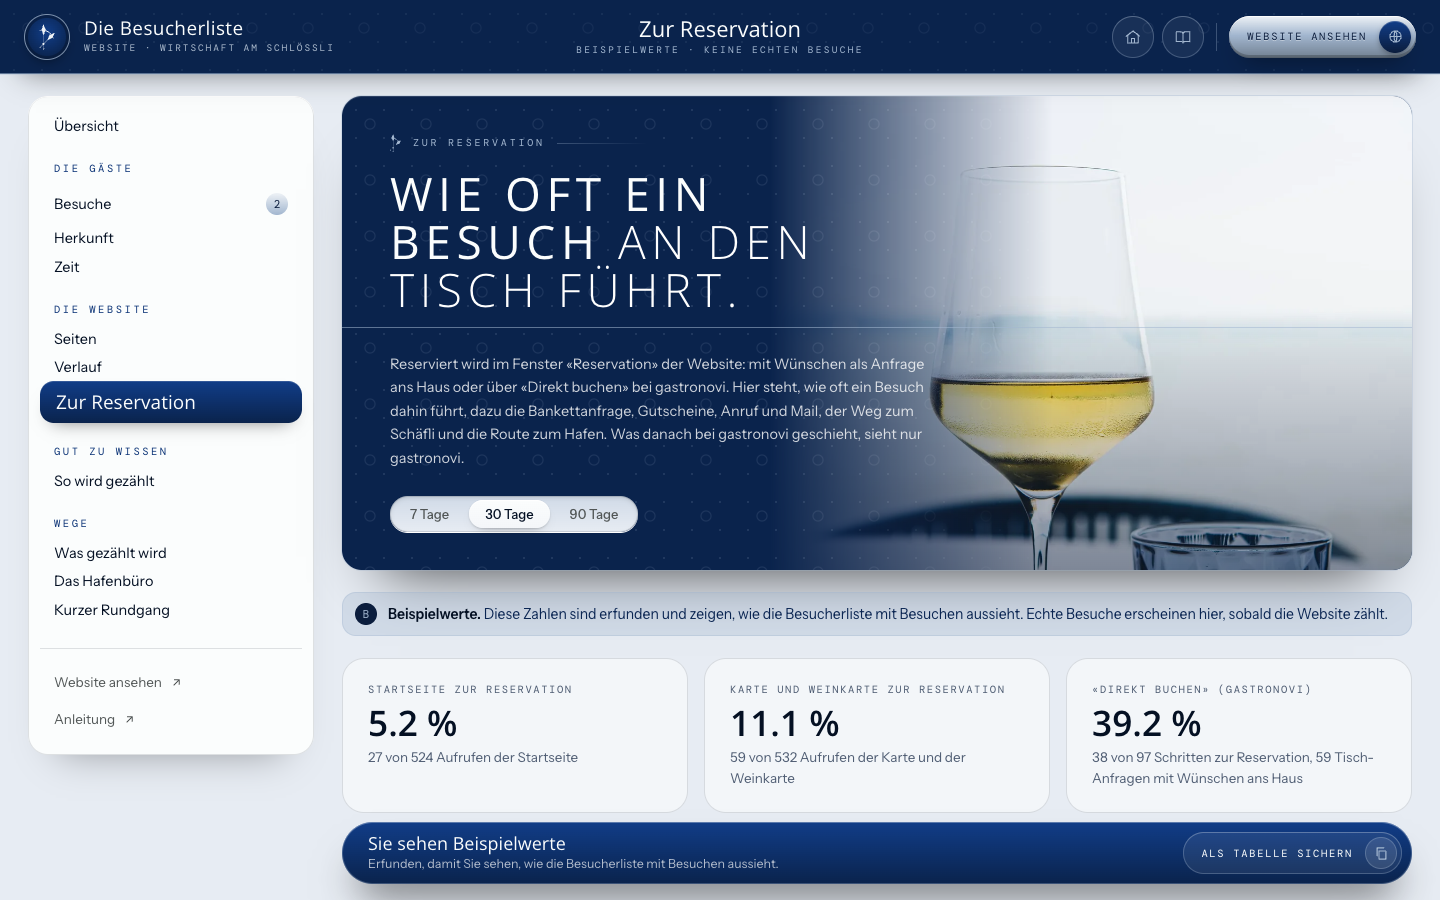 Die Besucherliste
WEBSITE · WIRTSCHAFT AM SCHLÖSSLI
Zur Reservation
BEISPIELWERTE · KEINE ECHTEN BESUCHE
WEBSITE ANSEHEN
Übersicht
DIE GÄSTE
Besuche 2
Herkunft
Zeit
DIE WEBSITE
Seiten
Verlauf
Zur Reservation
GUT ZU WISSEN
So wird gezählt
WEGE
Was gezählt wird
Das Hafenbüro
Kurzer Rundgang
Website ansehen
Anleitung
ZUR RESERVATION
WIE OFT EIN
BESUCH AN DEN
TISCH FÜHRT.
Reserviert wird im Fenster «Reservation» der Website: mit Wünschen als Anfrage
ans Haus oder über «Direkt buchen» bei gastronovi. Hier steht, wie oft ein Besuch
dahin führt, dazu die Bankettanfrage, Gutscheine, Anruf und Mail, der Weg zum
Schäfli und die Route zum Hafen. Was danach bei gastronovi geschieht, sieht nur
gastronovi.
7 Tage 30 Tage 90 Tage
B Beispielwerte. Diese Zahlen sind erfunden und zeigen, wie die Besucherliste mit Besuchen aussieht. Echte Besuche erscheinen hier, sobald die Website zählt.
STARTSEITE ZUR RESERVATION
5.2 %
27 von 524 Aufrufen der Startseite
KARTE UND WEINKARTE ZUR RESERVATION
11.1 %
59 von 532 Aufrufen der Karte und der
Weinkarte
«DIREKT BUCHEN» (GASTRONOVI)
39.2 %
38 von 97 Schritten zur Reservation, 59 Tisch-
Anfragen mit Wünschen ans Haus
Sie sehen Beispielwerte
Erfunden, damit Sie sehen, wie die Besucherliste mit Besuchen aussieht.
ALS TABELLE SICHERN